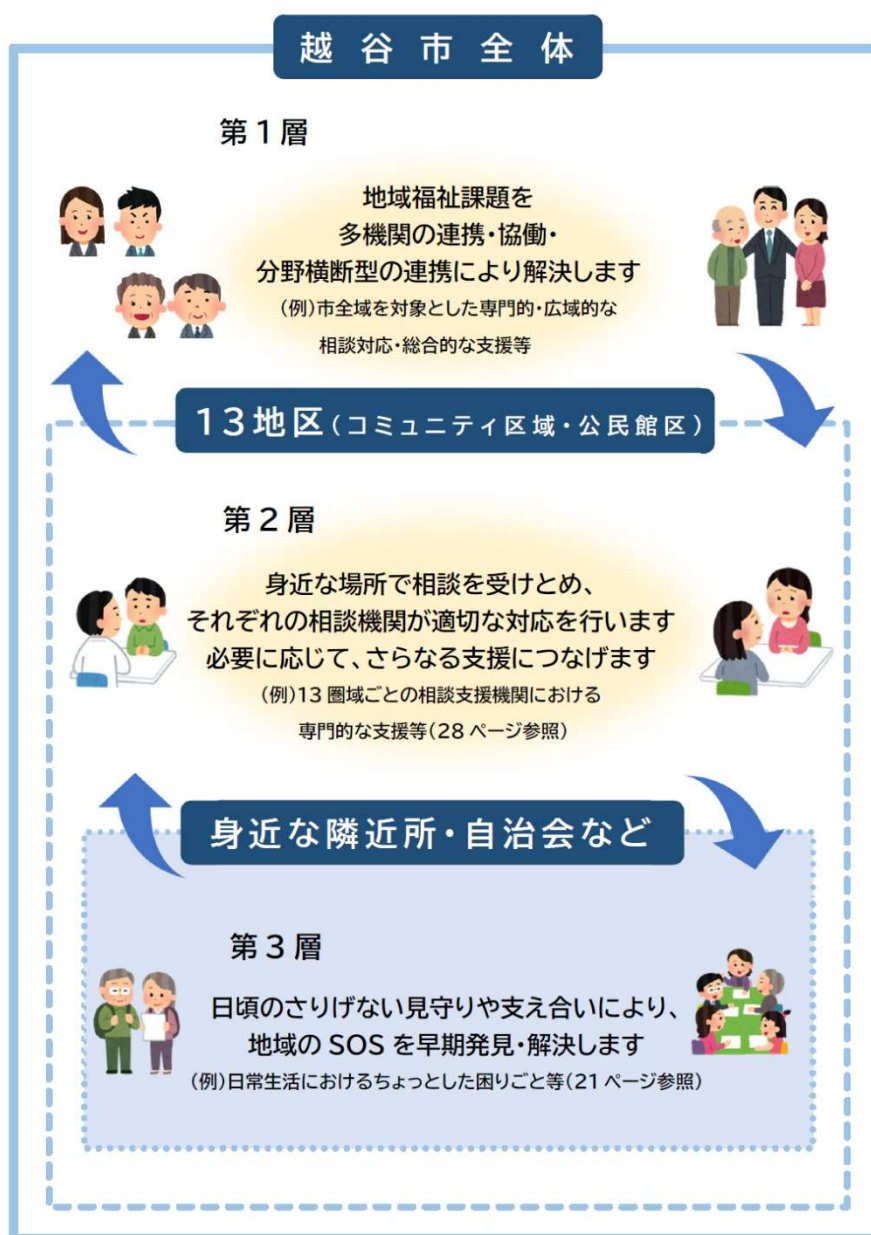 越谷市全体
第1層
地域福祉課題を
多機関の連携・協働・
分野横断型の連携により解決します
(例)市全域を対象とした専門的・広域的な
相談対応・総合的な支援等
13地区(コミュニティ区域・公民館区)
第2層
身近な場所で相談を受けとめ、
それぞれの相談機関が適切な対応を行います
必要に応じて、さらなる支援につなげます
(例)13圏域ごとの相談支援機関における
専門的な支援等(28ページ参照)
身近な隣近所・自治会など
第3層
日頃のさりげない見守りや支え合いにより、
地域のSOSを早期発見・解決します
(例)日常生活におけるちょっとした困りごと等(21ページ参照)